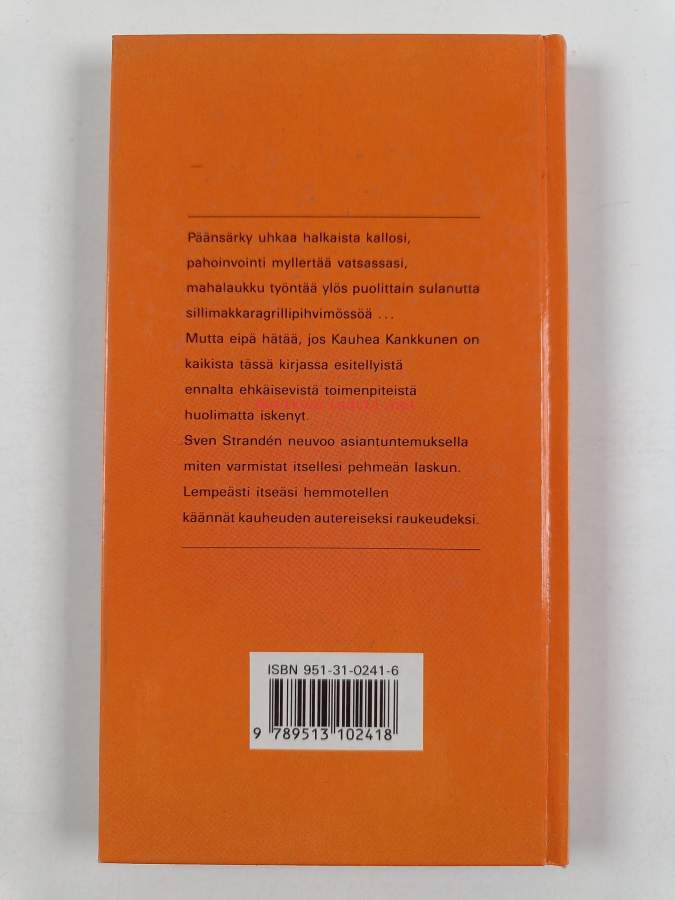 Päänsärky uhkaa halkaista kallosi,
pahoinvointi myllertää vatsassasi,
mahalaukku työntää ylös puolittain sulanutta
sillimakkaragrillipihvimössöä ...
Mutta eipä hätää, jos Kauhea Kankkunen on
kaikista tässä kirjassa esitellyistä
ennalta ehkäisevistä toimenpiteistä
huolimatta iskenyt.
Sven Strandén neuvoo asiantuntemuksella
miten varmistat itsellesi pehmeän laskun.
Lempeästi itseäsi hemmotellen
käännät kauheuden autereiseksi raukeudeksi.
ISBN 951-31-0241-6
9 789513 102418